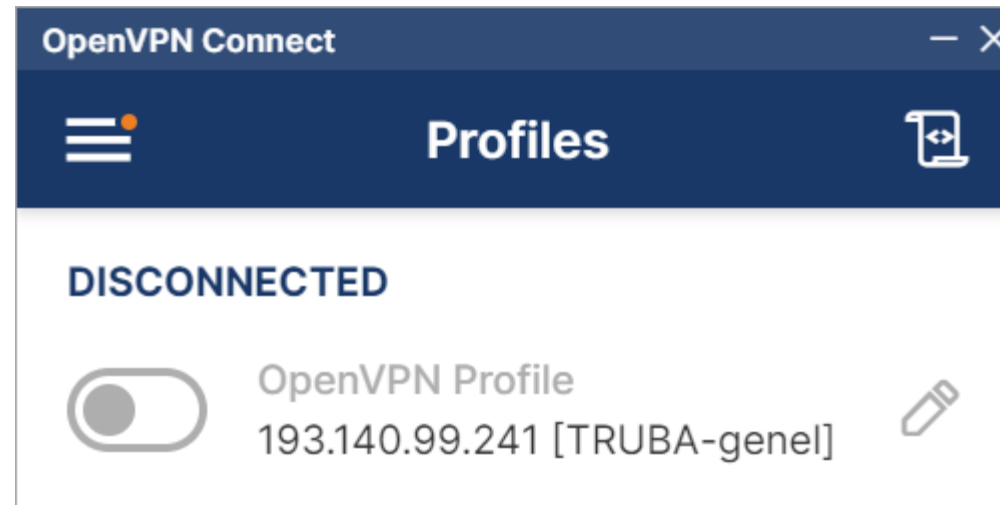 OpenVPN Connect
Profiles
DISCONNECTED
OpenVPN Profile
193.140.99.241 [TRUBA-genel]